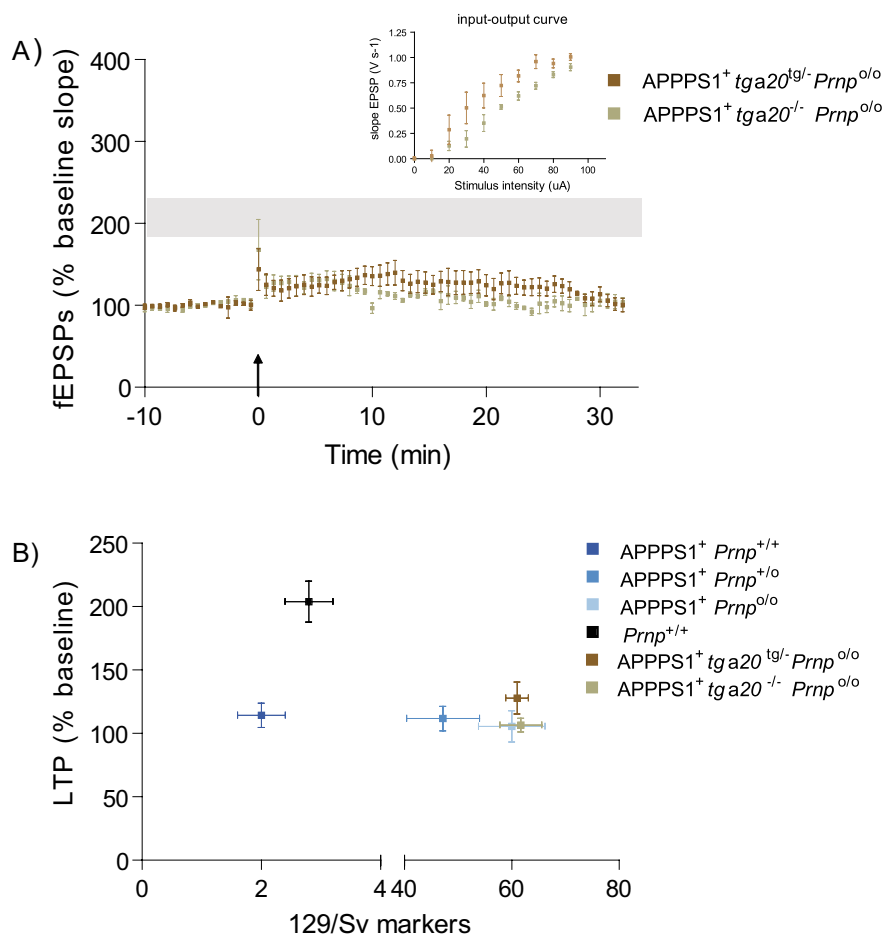 A)
input-output curve
slope EPSP (V s-1)
1.25
1.00
0.75
0.50
0.25
0.00
0 20 40 60 80 100
Stimulus intensity (uA)
APPPS1+ tga20tg/- Prnpo/o
APPPS1+ tga20-/- Prnpo/o
fEPSPs (% baseline slope)
400
300
200
100
0
-10 0 10 20 30
Time (min)
B)
LTP (% baseline)
250
200
150
100
50
0
0 2 4 40 60 80
129/Sv markers
APPPS1+ Prnp+/+
APPPS1+ Prnp+/o
APPPS1+ Prnpo/o
Prnp+/+
APPPS1+ tga20 tg/- Prnp o/o
APPPS1+ tga20 -/- Prnp o/o